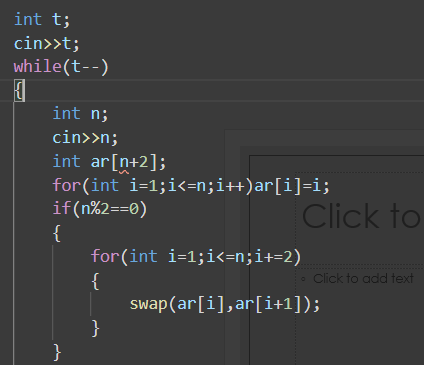 int t;
cin>>t;
while(t--)
{
int n;
cin>>n;
int ar[n+2];
for(int i=1;i<=n;i++)ar[i]=i;
if(n%2==0)
{
for(int i=1;i<=n;i+=2)
{
swap(ar[i],ar[i+1]);
}
}
Click to
Click to add text